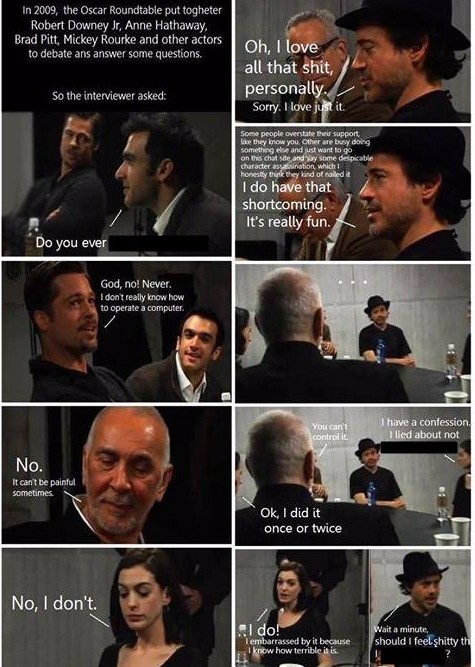 In 2009, the Oscar Roundtable put togheter
Robert Downey Jr, Anne Hathaway,
Brad Pitt, Mickey Rourke and other actors
to debate ans answer some questions.
So the interviewer asked:
Do you ever
God, no! Never.
I don't really know how
to operate a computer.
No.
It can't be painful
sometimes.
No, I don't.
Oh, I love
all that shit,
personally.
Sorry. I love just it.
Some people overstate their support,
like they know you. Other are busy doing
something else and just want to go
on this chat site and say some despicable
character assassination, which I
honestly think they kind of nailed it
I do have that
shortcoming.
It's really fun.
...
You can't
control it.
I have a confession.
I lied about not
Ok, I did it
once or twice
I do!
I embarrassed by it because
I know how terrible it is.
Wait a minute,
should I feel shitty th
I
?